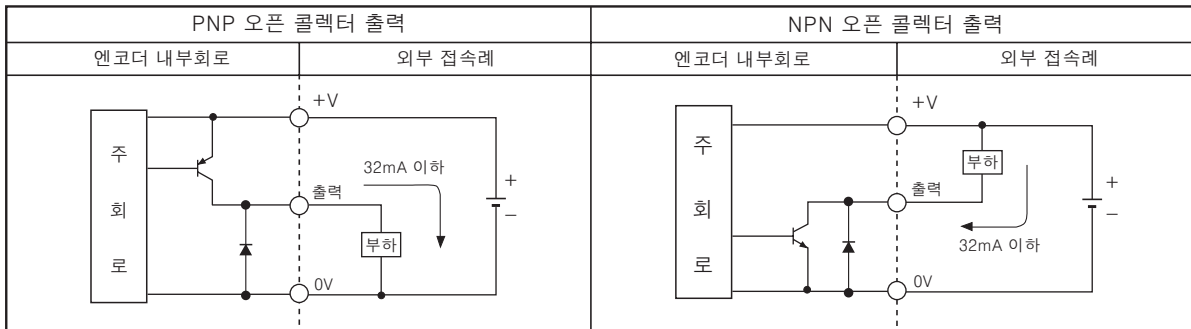 PNP 오픈 콜렉터 출력
엔코더 내부회로
외부 접속례
주
회
로
+V
출력
0V
32mA 이하
부하
+
−
NPN 오픈 콜렉터 출력
엔코더 내부회로
외부 접속례
주
회
로
+V
출력
0V
부하
32mA 이하
+
−